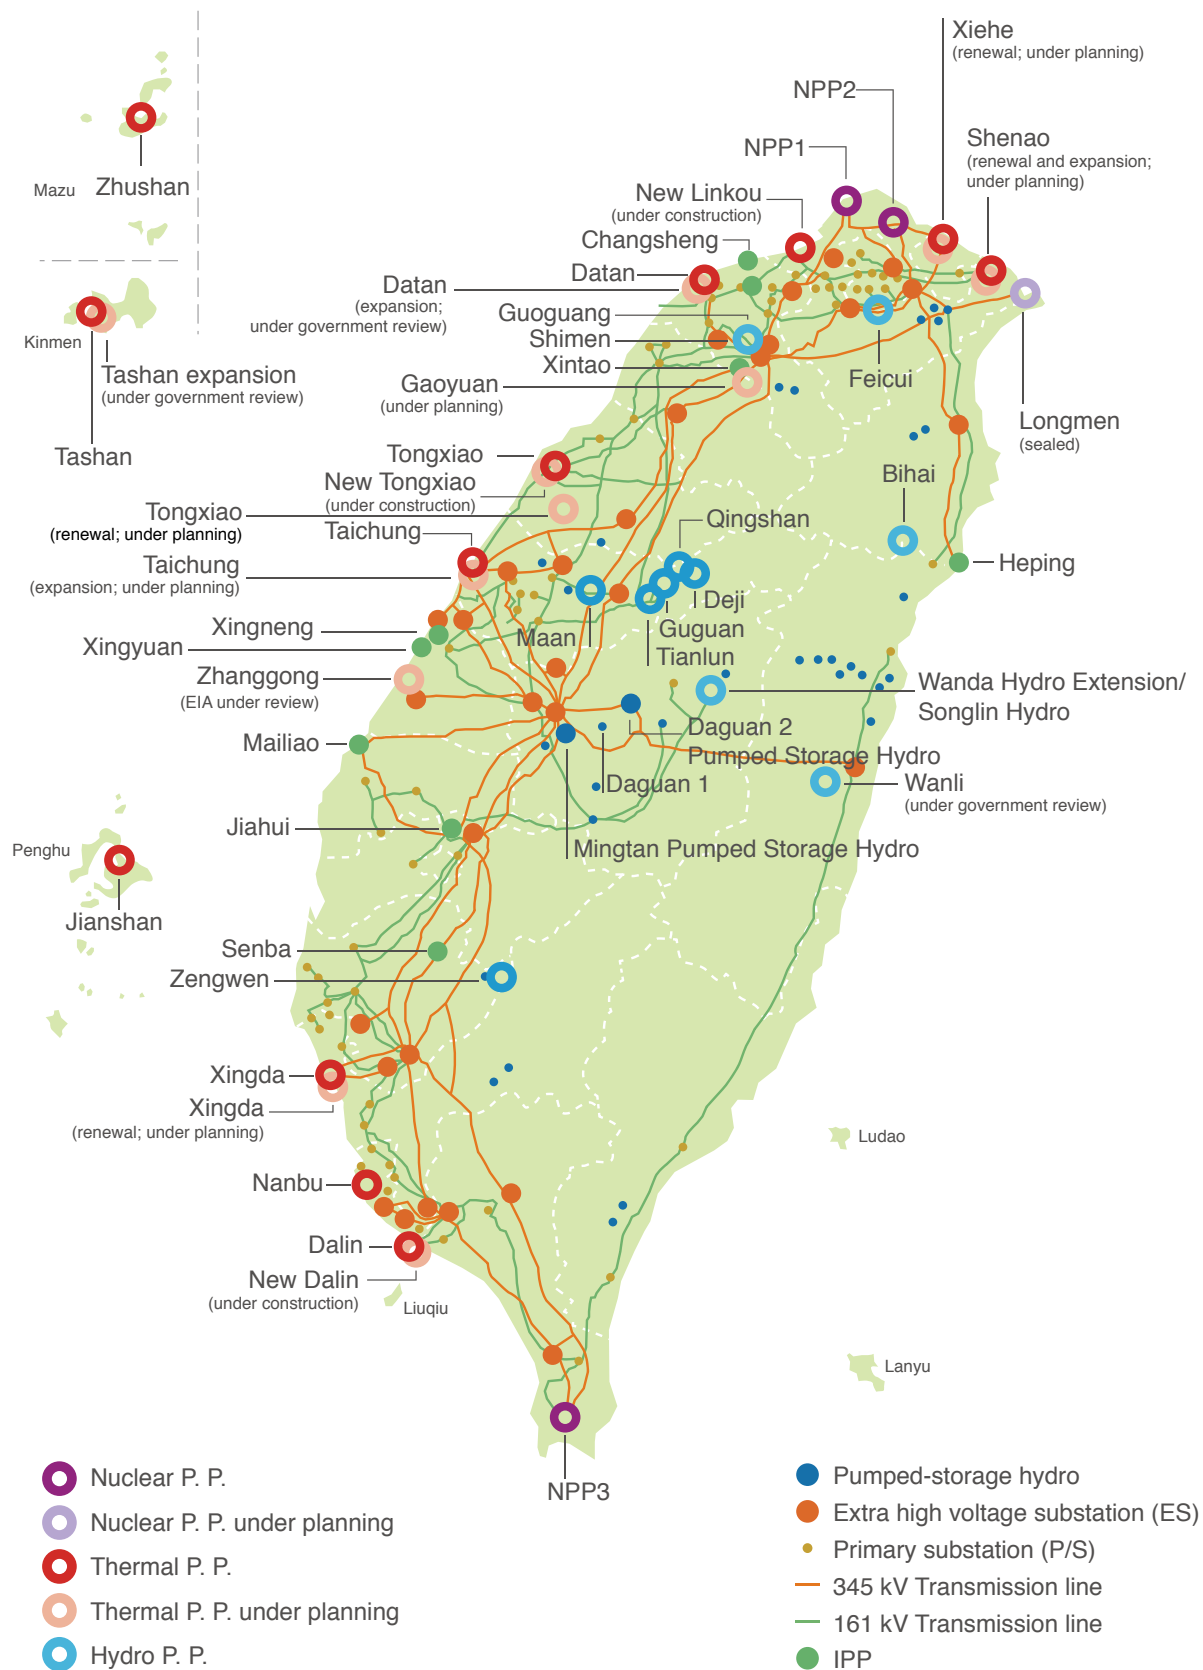 Xiehe
(renewal; under planning)
NPP2
Shenao
(renewal and expansion;
under planning)
NPP1
New Linkou
(under construction)
Changsheng
Datan
Datan
(expansion;
under government review)
Guoguang
Shimen
Xintao
Gaoyuan
(under planning)
Feicui
Longmen
(sealed)
Mazu
Zhushan
Kinmen
Tashan expansion
(under government review)
Tashan
Tongxiao
New Tongxiao
(under construction)
Tongxiao
(renewal; under planning)
Taichung
Taichung
(expansion; under planning)
Bihai
Qingshan
Heping
Deji
Guguan
Tianlun
Maan
Xingneng
Xingyuan
Zhanggong
(EIA under review)
Wanda Hydro Extension/
Songlin Hydro
Mailiao
Daguan 2
Pumped Storage Hydro
Daguan 1
Wanli
(under government review)
Jiahui
Mingtan Pumped Storage Hydro
Penghu
Jianshan
Senba
Zengwen
Xingda
Xingda
(renewal; under planning)
Ludao
Nanbu
Dalin
New Dalin
(under construction)
Liuqiu
Lanyu
NPP3
Nuclear P. P.
Nuclear P. P. under planning
Thermal P. P.
Thermal P. P. under planning
Hydro P. P.
Pumped-storage hydro
Extra high voltage substation (ES)
Primary substation (P/S)
345 kV Transmission line
161 kV Transmission line
IPP